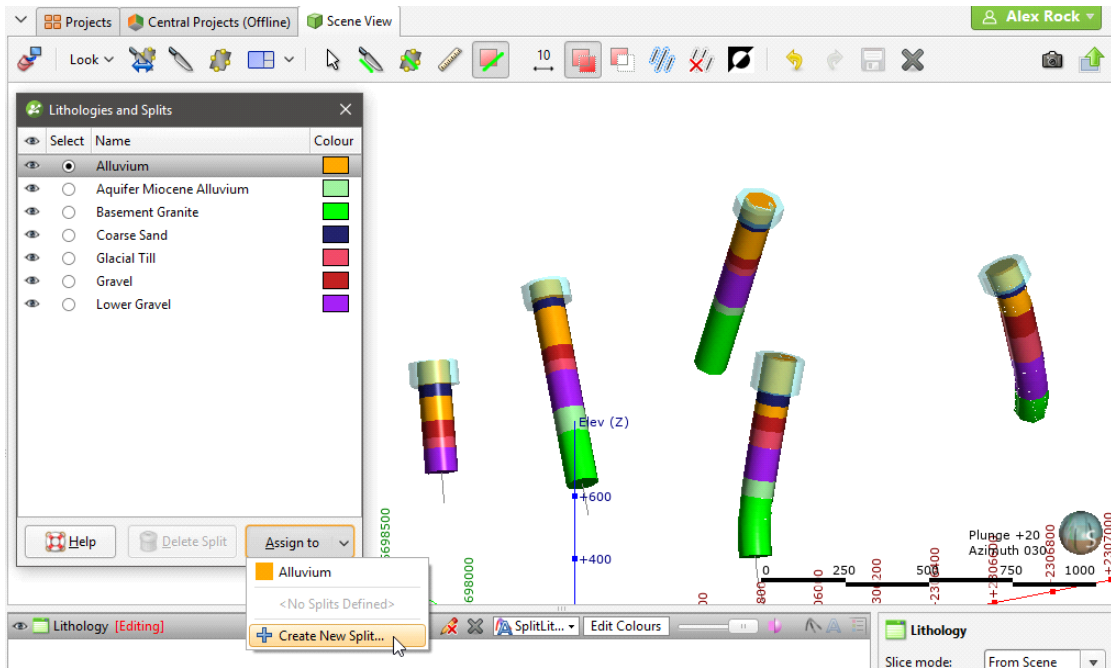 Projects
Central Projects (Offline)
Scene View
Alex Rock
Look
10
Lithologies and Splits
Select Name Colour
Alluvium
Aquifer Miocene Alluvium
Basement Granite
Coarse Sand
Glacial Till
Gravel
Lower Gravel
Help
Delete Split
Assign to
Alluvium
<No Splits Defined>
Create New Split...
Elev (Z)
+600
+400
5698500
698000
Plunge +20
Azimuth 030
0 250 500 750 1000
+2307000
Lithology [Editing]
SplitLit...
Edit Colours
Lithology
Slice mode: From Scene